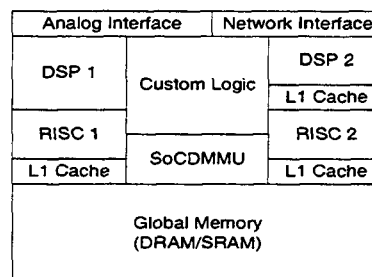 Analog Interface
Network Interface
DSP 1
Custom Logic
DSP 2
L1 Cache
RISC 1
RISC 2
SoCDMMU
L1 Cache
L1 Cache
Global Memory
(DRAM/SRAM)